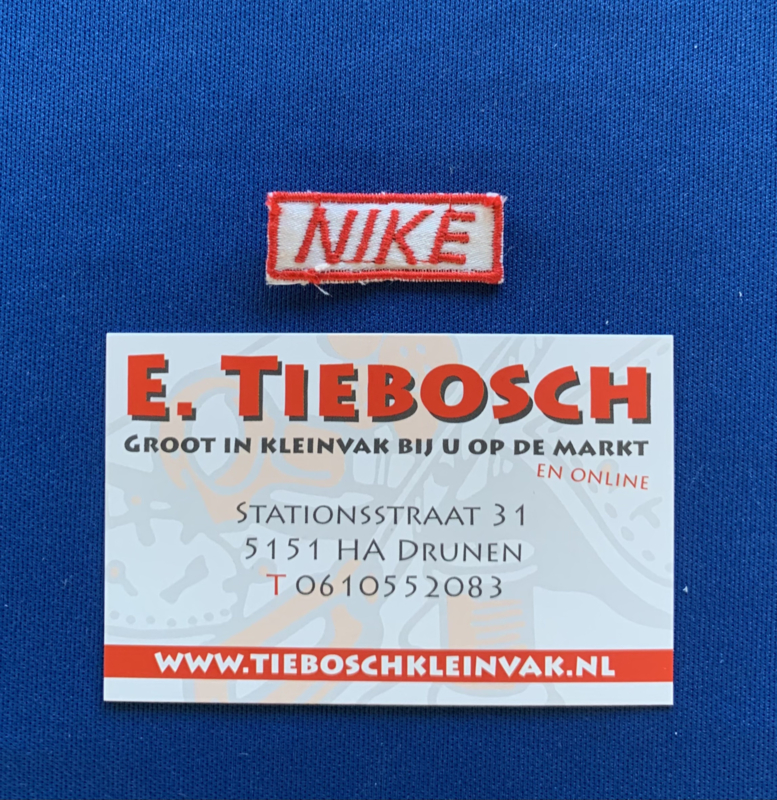 NIKE
E. TIEBOSCH
GROOT IN KLEINVAK BIJ U OP DE MARKT
EN ONLINE
STATIONSSTRAAT 31
5151 HA DRUNEN
T 0610552083
WWW.TIEBOSCHKLEINVAK.NL